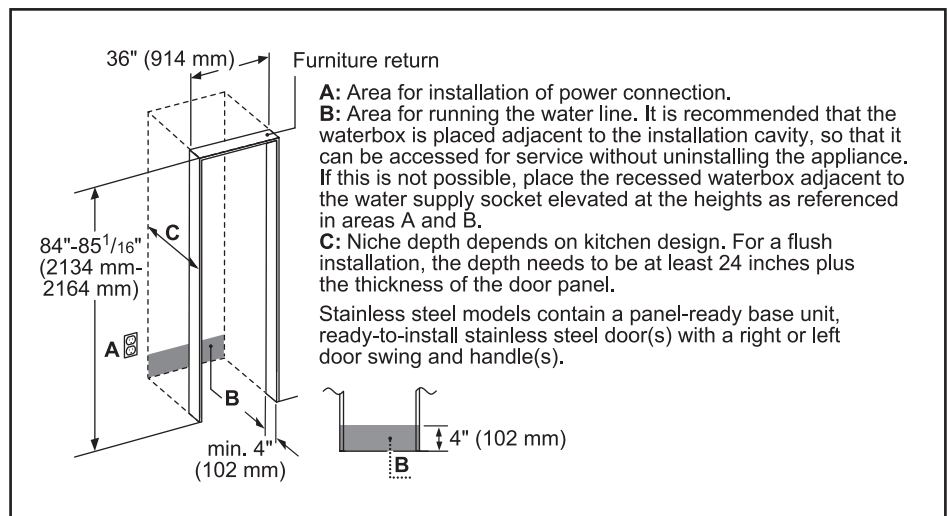 36" (914 mm)
Furniture return
A: Area for installation of power connection.
B: Area for running the water line. It is recommended that the
waterbox is placed adjacent to the installation cavity, so that it
can be accessed for service without uninstalling the appliance.
If this is not possible, place the recessed waterbox adjacent to
the water supply socket elevated at the heights as referenced
in areas A and B.
C: Niche depth depends on kitchen design. For a flush
installation, the depth needs to be at least 24 inches plus
the thickness of the door panel.
Stainless steel models contain a panel-ready base unit,
ready-to-install stainless steel door(s) with a right or left
door swing and handle(s).
C
84"-85 1/16"
(2134 mm-
2164 mm)
A
B
min. 4"
(102 mm)
4" (102 mm)
B